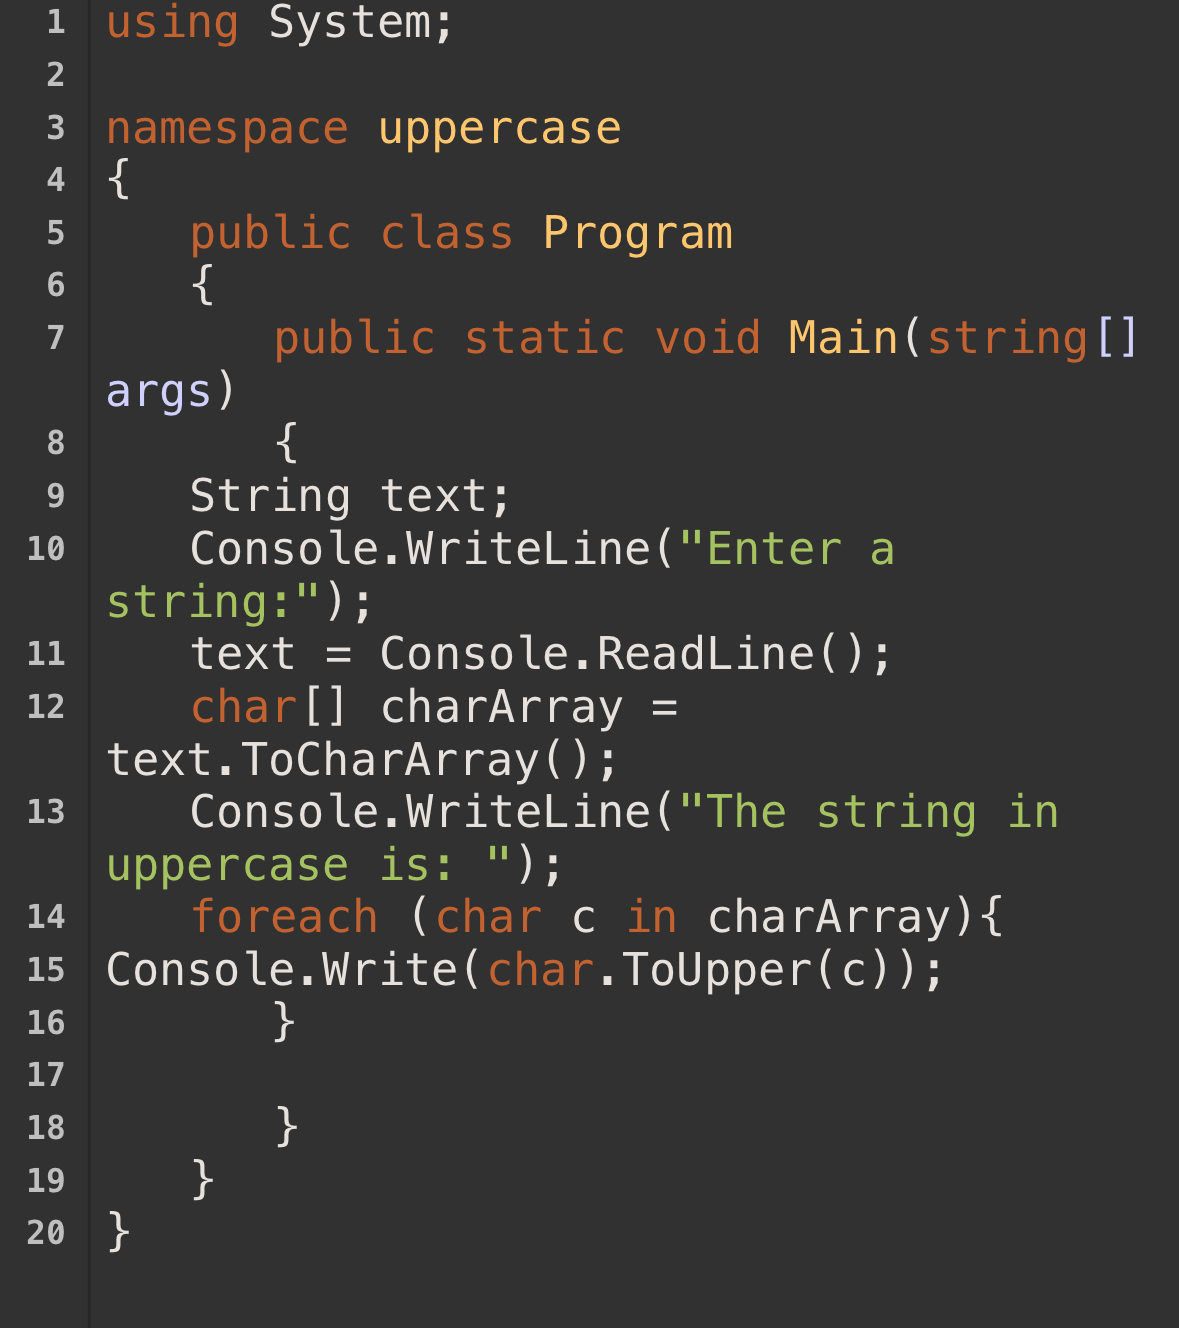 1 using System;
2
3 namespace uppercase
4 {
5 public class Program
6 {
7 public static void Main(string[]
args)
8 {
9 String text;
10 Console.WriteLine("Enter a
string:");
11 text = Console.ReadLine();
12 char[] charArray =
text.ToCharArray();
13 Console.WriteLine("The string in
uppercase is: ");
14 foreach (char c in charArray){
15 Console.Write(char.ToUpper(c));
16 }
17
18 }
19 }
20 }